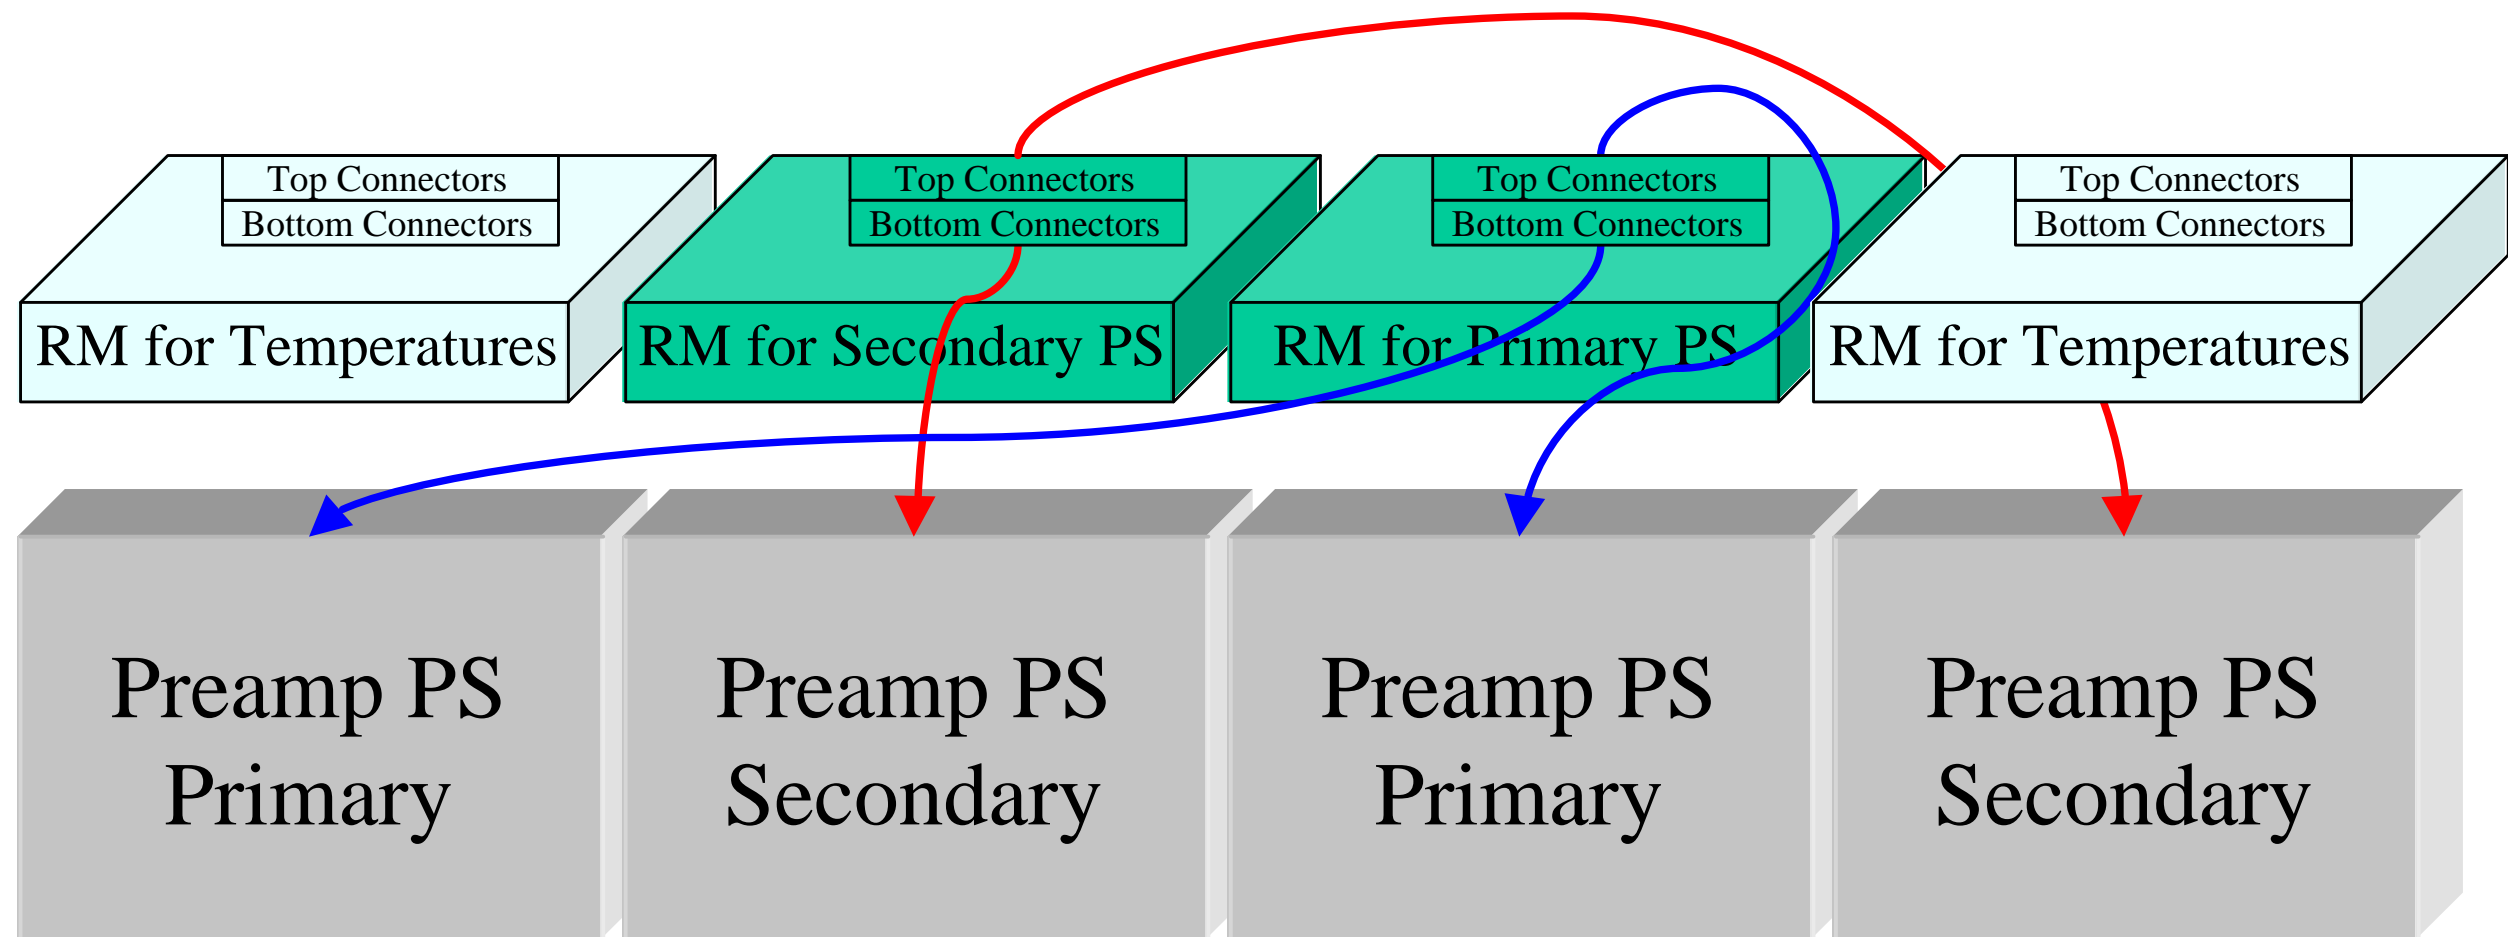 Top Connectors
Bottom Connectors
RM for Temperatures
Top Connectors
Bottom Connectors
RM for Secondary PS
Top Connectors
Bottom Connectors
RM for Primary PS
Top Connectors
Bottom Connectors
RM for Temperatures
Preamp PS
Primary
Preamp PS
Secondary
Preamp PS
Primary
Preamp PS
Secondary